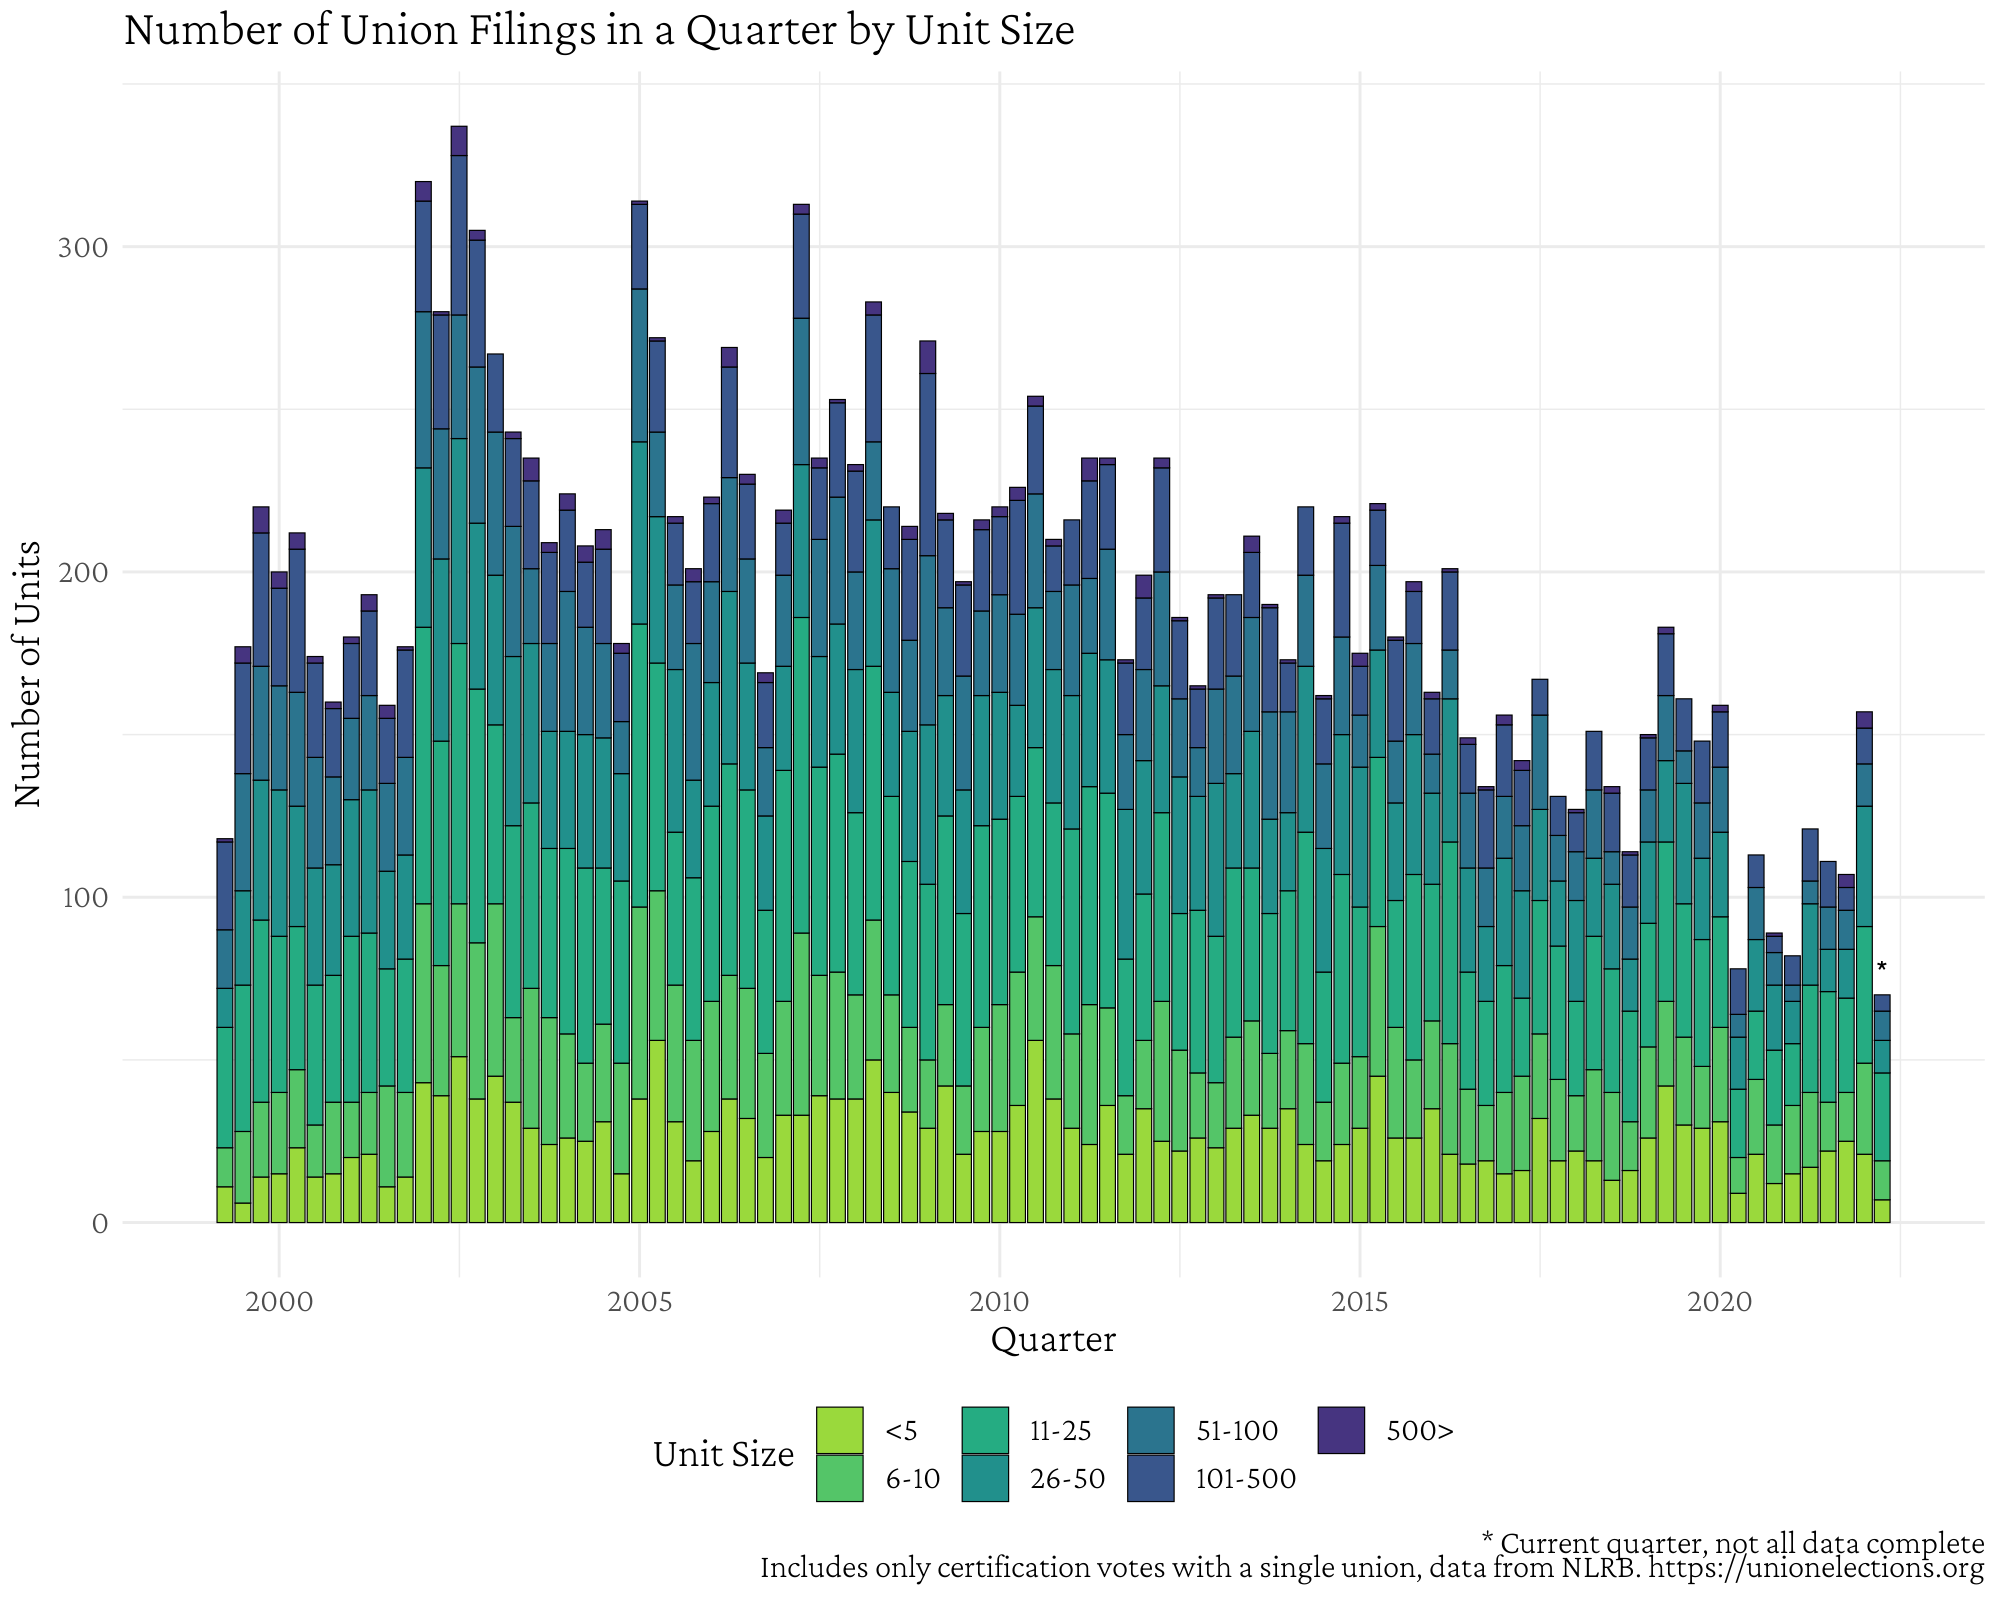 Number of Union Filings in a Quarter by Unit Size
Number of Units
300
200
100
0
*
2000 2005 2010 2015 2020
Quarter
Unit Size
<5 11-25 51-100 500>
6-10 26-50 101-500
* Current quarter, not all data complete
Includes only certification votes with a single union, data from NLRB. https://unionelections.org